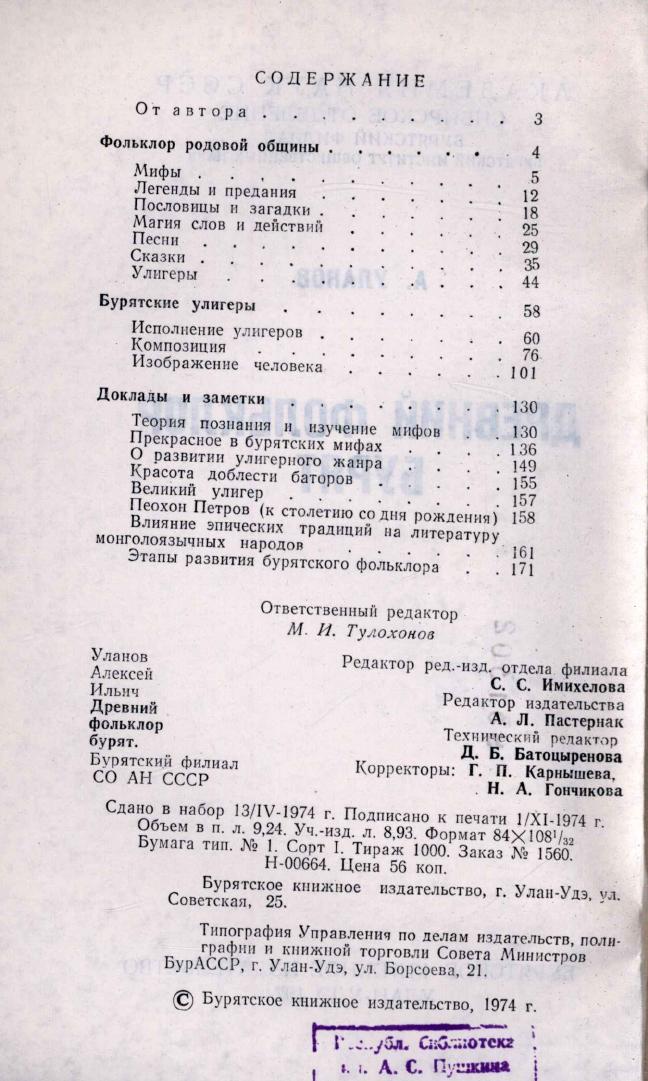 СОДЕРЖАНИЕ
От автора . . . . . . . . . 3
Фольклор родовой общины . . . . . . . 4
Мифы . . . . . . . . . . 5
Легенды и предания . . . . . . . 12
Пословицы и загадки . . . . . . . 18
Магия слов и действий . . . . . . 25
Песни . . . . . . . . . . 29
Сказки . . . . . . . . . . 35
Улигеры . . . . . . . . . 44
Бурятские улигеры . . . . . . . . 58
Исполнение улигеров . . . . . . . 60
Композиция . . . . . . . . 76
Изображение человека . . . . . . 101
Доклады и заметки . . . . . . . . 130
Теория познания и изучение мифов . . 130
Прекрасное в бурятских мифах . . . . 136
О развитии улигерного жанра . . . . 149
Красота доблести баторов . . . . . 155
Великий улигер . . . . . . . . 157
Пеохон Петров (к столетию со дня рождения) 158
Влияние эпических традиций на литературу
монголоязычных народов . . . . . . 161
Этапы развития бурятского фольклора . . 171
Ответственный редактор
М. И. Тулохонов
Уланов
Алексей
Ильич
Древний
фольклор
бурят.
Бурятский филиал
СО АН СССР
Редактор ред.-изд. отдела филиала
С. С. Имихелова
Редактор издательства
А. Л. Пастернак
Технический редактор
Д. Б. Батоцыренова
Корректоры: Г. П. Карнышева,
Н. А. Гончикова
Сдано в набор 13/IV-1974 г. Подписано к печати 1/XI-1974 г.
Объем в п. л. 9,24. Уч.-изд. л. 8,93. Формат 84×108¹/₃₂
Бумага тип. № 1. Сорт I. Тираж 1000. Заказ № 1560.
Н-00664. Цена 56 коп.
Бурятское книжное издательство, г. Улан-Удэ, ул.
Советская, 25.
Типография Управления по делам издательств, поли-
графии и книжной торговли Совета Министров
БурАССР, г. Улан-Удэ, ул. Борсоева, 21.
© Бурятское книжное издательство, 1974 г.
А. С. Пушкина